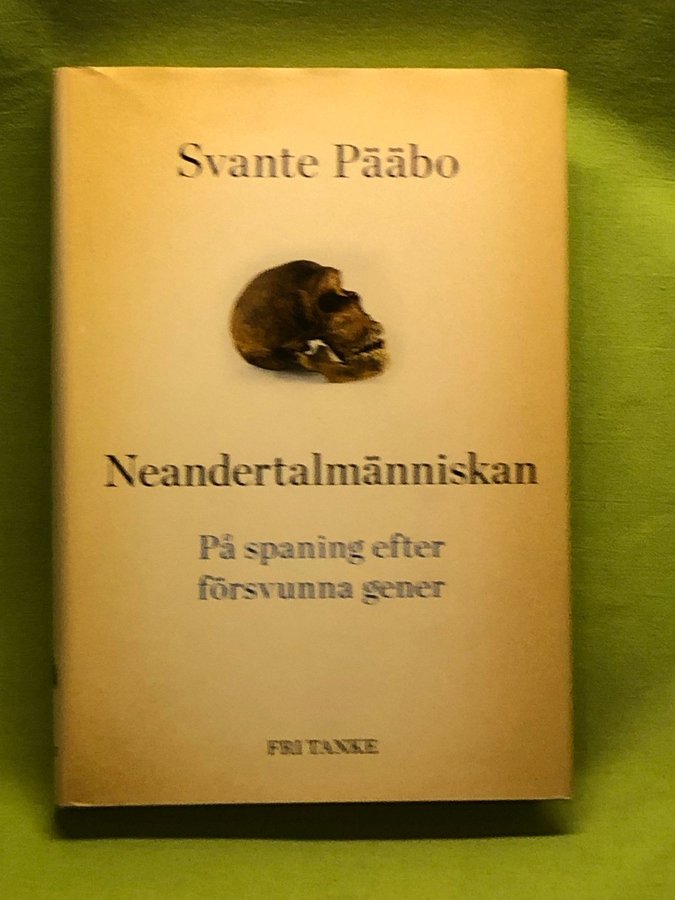 Svante Pääbo
Neandertalmänniskan
På spaning efter
försvunna gener
FRI TANKE